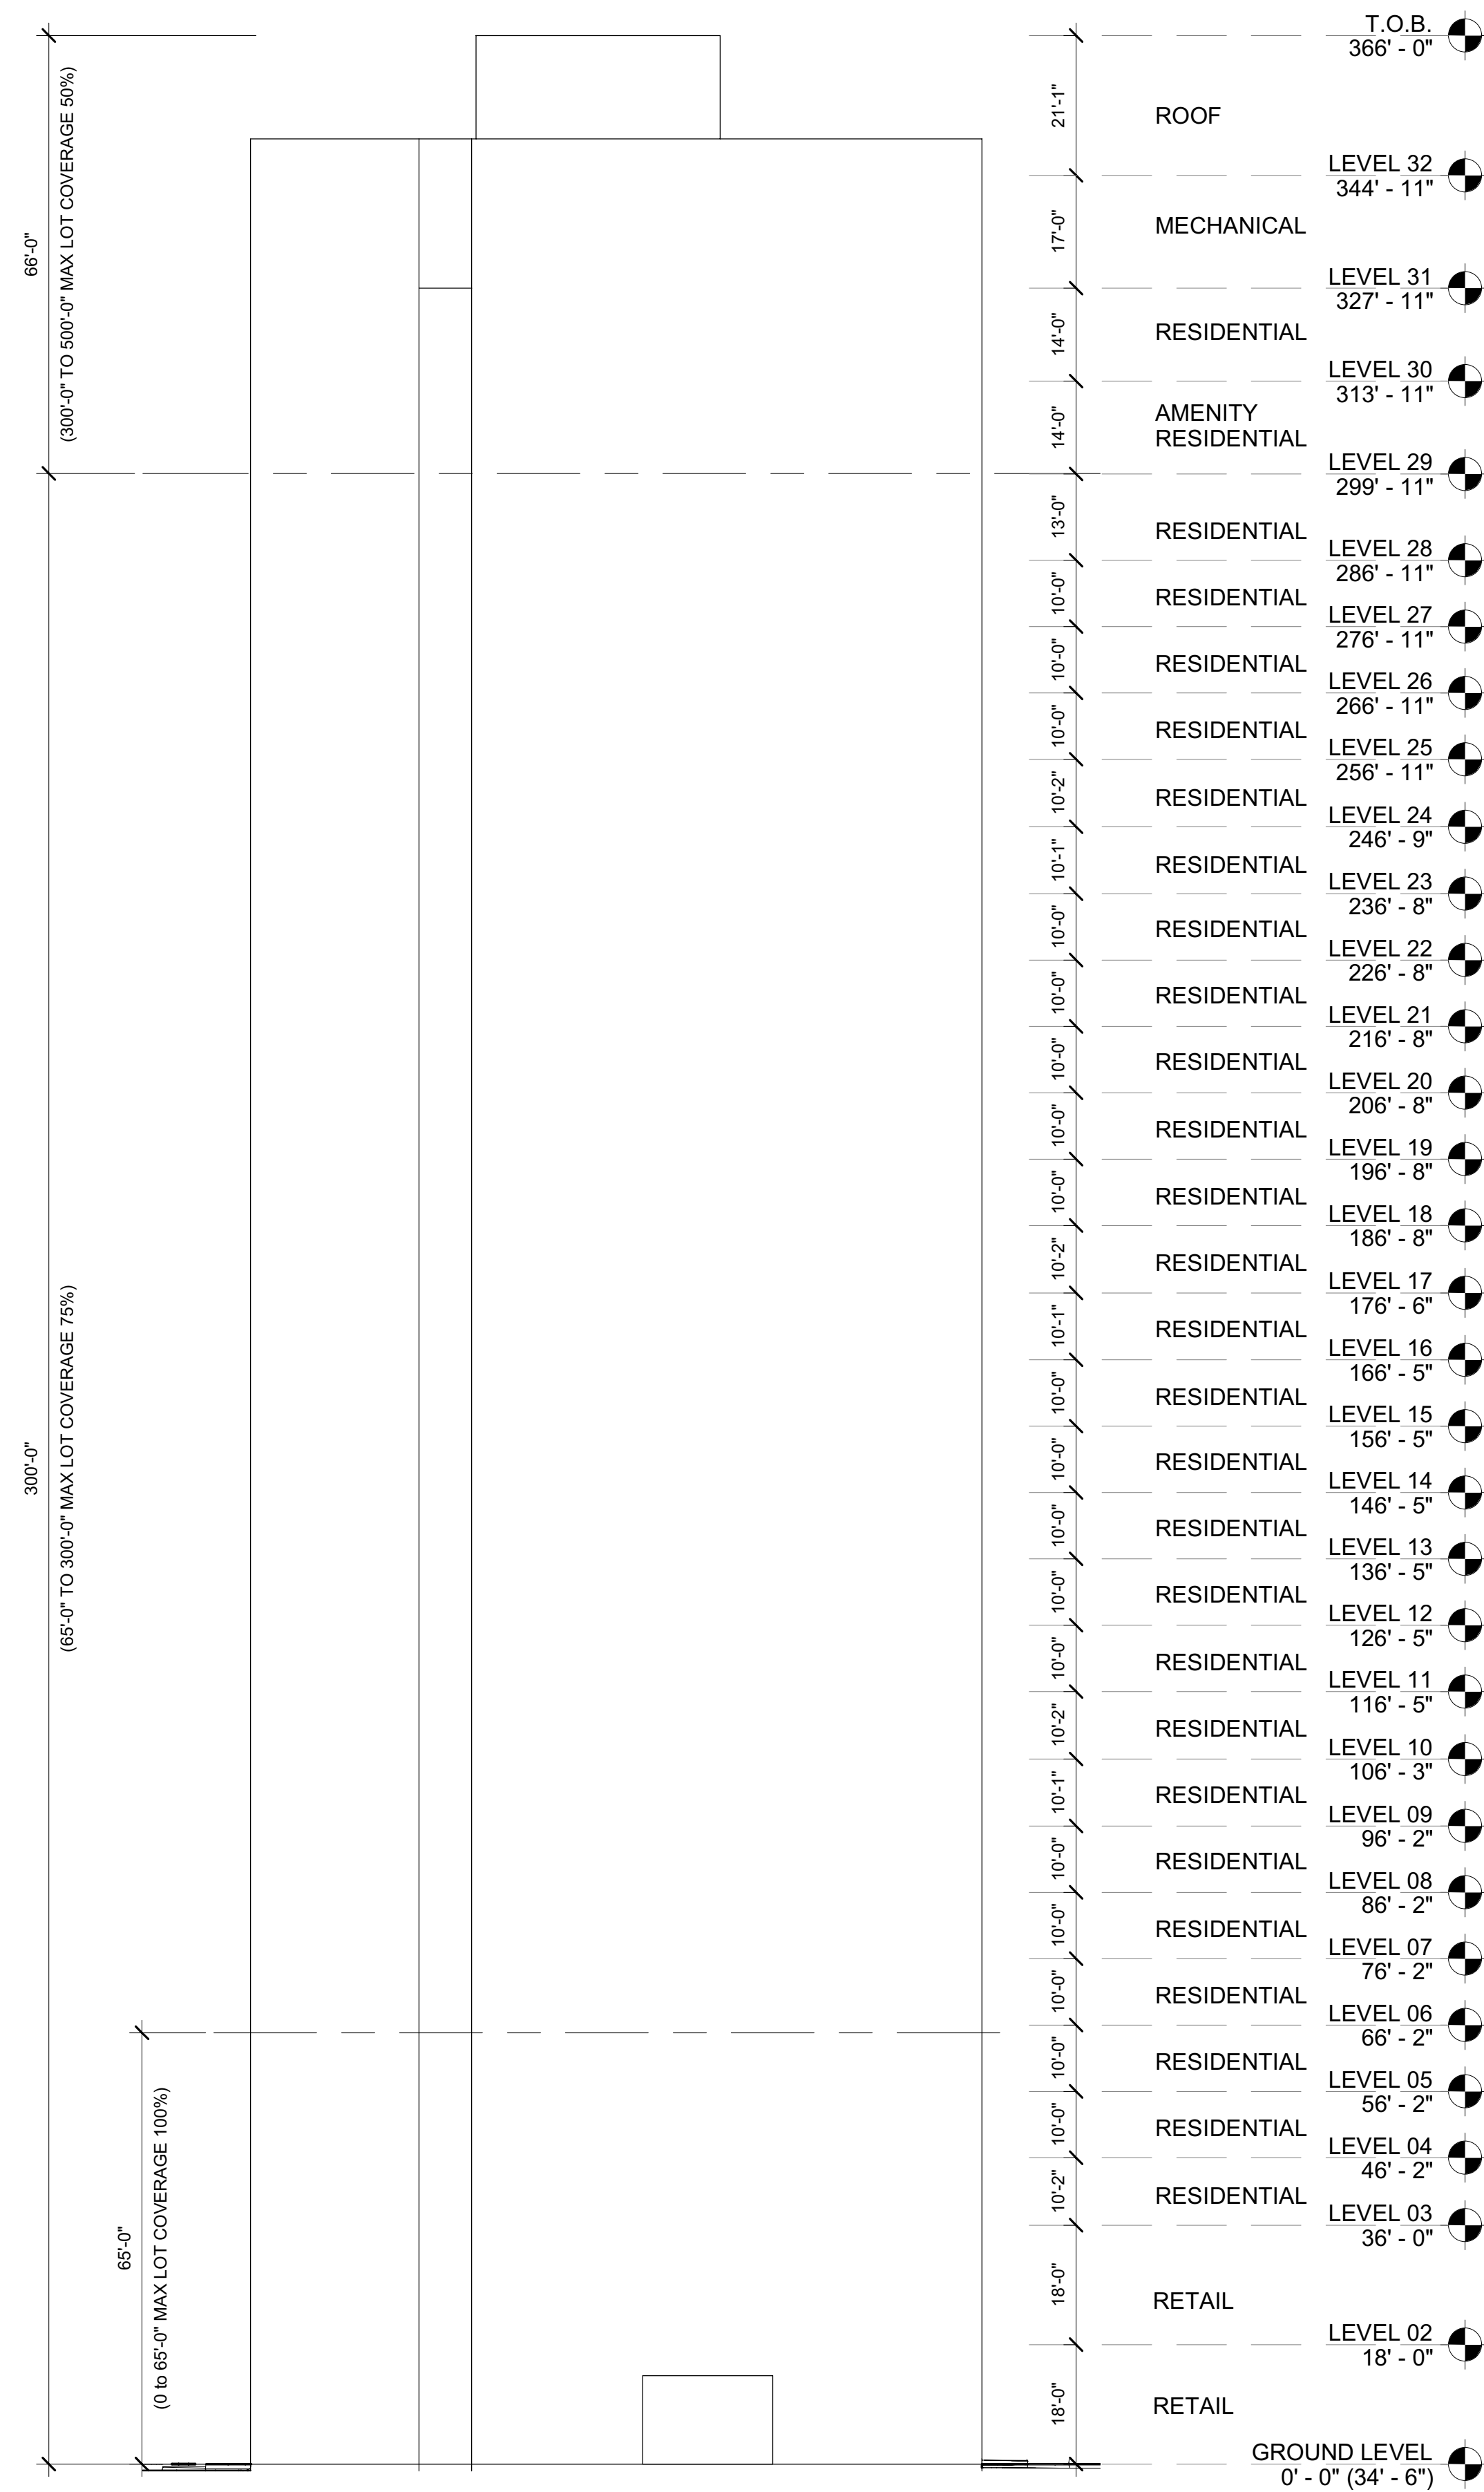 T.O.B.
366' - 0"
21'-1"
ROOF
LEVEL 32
344' - 11"
17'-0"
MECHANICAL
LEVEL 31
327' - 11"
14'-0"
RESIDENTIAL
LEVEL 30
313' - 11"
14'-0"
AMENITY
RESIDENTIAL
LEVEL 29
299' - 11"
13'-0"
RESIDENTIAL
LEVEL 28
286' - 11"
10'-0"
RESIDENTIAL
LEVEL 27
276' - 11"
10'-0"
RESIDENTIAL
LEVEL 26
266' - 11"
10'-0"
RESIDENTIAL
LEVEL 25
256' - 11"
10'-2"
RESIDENTIAL
LEVEL 24
246' - 9"
10'-1"
RESIDENTIAL
LEVEL 23
236' - 8"
10'-0"
RESIDENTIAL
LEVEL 22
226' - 8"
10'-0"
RESIDENTIAL
LEVEL 21
216' - 8"
10'-0"
RESIDENTIAL
LEVEL 20
206' - 8"
10'-0"
RESIDENTIAL
LEVEL 19
196' - 8"
10'-0"
RESIDENTIAL
LEVEL 18
186' - 8"
10'-2"
RESIDENTIAL
LEVEL 17
176' - 6"
10'-1"
RESIDENTIAL
LEVEL 16
166' - 5"
10'-0"
RESIDENTIAL
LEVEL 15
156' - 5"
10'-0"
RESIDENTIAL
LEVEL 14
146' - 5"
10'-0"
RESIDENTIAL
LEVEL 13
136' - 5"
10'-0"
RESIDENTIAL
LEVEL 12
126' - 5"
10'-0"
RESIDENTIAL
LEVEL 11
116' - 5"
10'-2"
RESIDENTIAL
LEVEL 10
106' - 3"
10'-1"
RESIDENTIAL
LEVEL 09
96' - 2"
10'-0"
RESIDENTIAL
LEVEL 08
86' - 2"
10'-0"
RESIDENTIAL
LEVEL 07
76' - 2"
10'-0"
RESIDENTIAL
LEVEL 06
66' - 2"
10'-0"
RESIDENTIAL
LEVEL 05
56' - 2"
10'-0"
RESIDENTIAL
LEVEL 04
46' - 2"
10'-2"
RESIDENTIAL
LEVEL 03
36' - 0"
18'-0"
RETAIL
LEVEL 02
18' - 0"
18'-0"
RETAIL
GROUND LEVEL
0' - 0" (34' - 6")
66'-0"
(300'-0" TO 500'-0" MAX LOT COVERAGE 50%)
300'-0"
(65'-0" TO 300'-0" MAX LOT COVERAGE 75%)
65'-0"
(0 to 65'-0" MAX LOT COVERAGE 100%)